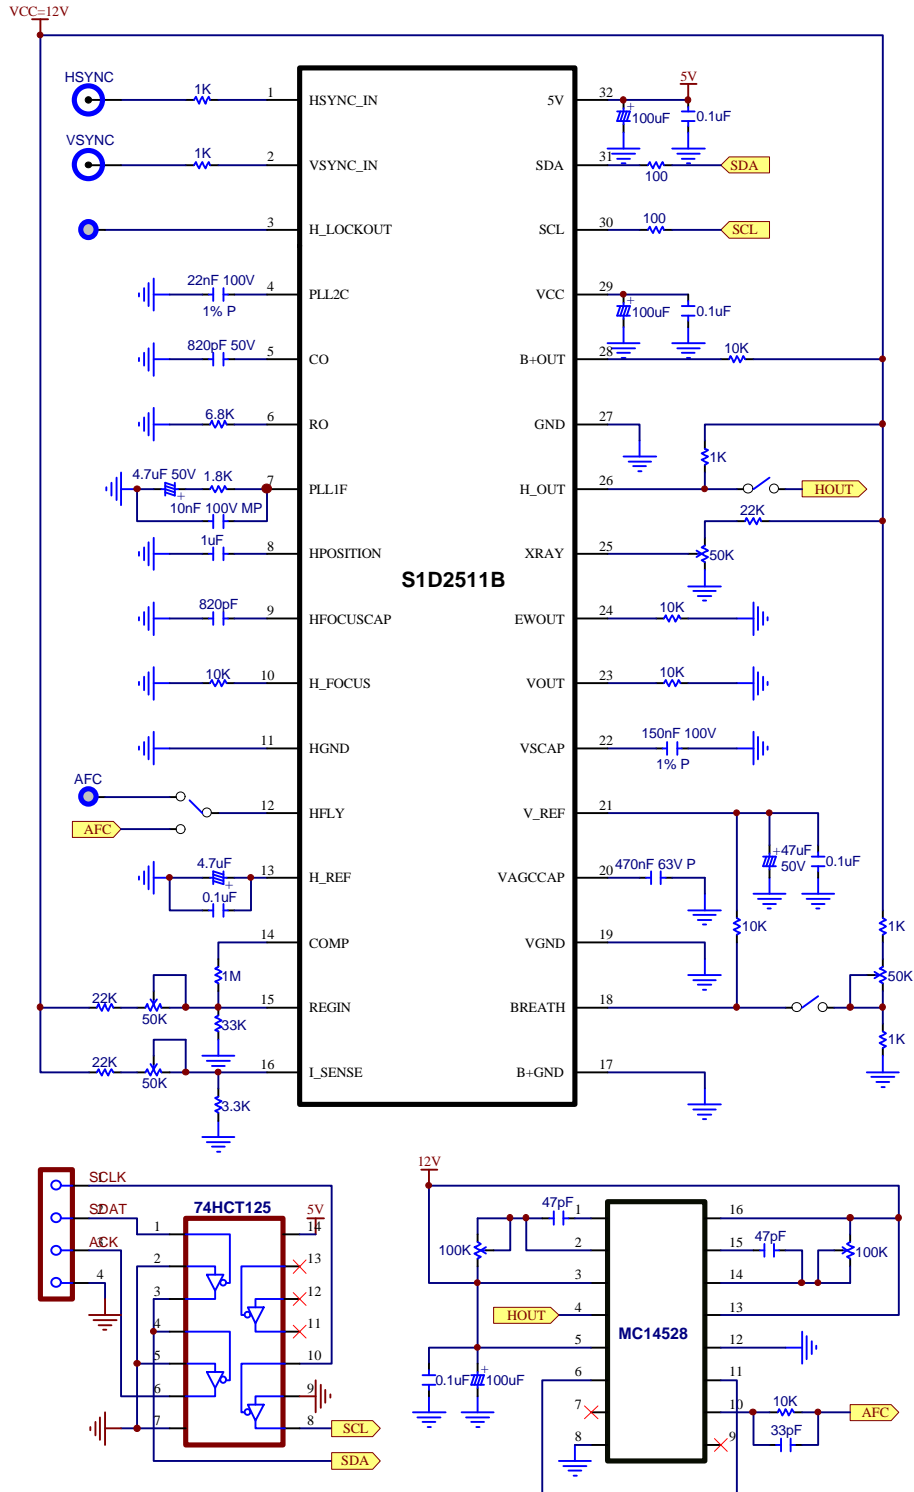 VCC=12V
HSYNC 1K 1 HSYNC_IN
5V 32 100uF + 5V 0.1uF
VSYNC 1K 2 VSYNC_IN
SDA 31 100 SDA
3 H_LOCKOUT
SCL 30 100 SCL
22nF 100V 1% P 4 PLL2C
VCC 29 100uF + 0.1uF
820pF 50V 5 CO
B+OUT 28 10K
6.8K 6 RO
GND 27
4.7uF 50V + 1.8K 10nF 100V MP 7 PLL1F
H_OUT 26 1K HOUT
1uF 8 HPOSITION
XRAY 25 22K 50K
S1D2511B
820pF 9 HFOCUSCAP
EWOUT 24 10K
10K 10 H_FOCUS
VOUT 23 10K
11 HGND
VSCAP 22 150nF 100V 1% P
AFC AFC 12 HFLY
V_REF 21 +47uF 50V 0.1uF
4.7uF + 0.1uF 13 H_REF
VAGCCAP 20 470nF 63V P
14 COMP 1M
VGND 19 10K 1K 50K
22K 50K 15 REGIN 33K
BREATH 18 1K
22K 50K 16 I_SENSE 3.3K
B+GND 17
SCLK 1
SDAT 2
ACK 3
4
74HCT125
5V
1 14
2 13
3 12
4 11
5 10
6 9
7 8
SCL
SDA
12V
47pF 1 16
100K 2 15 47pF 100K
3 14
HOUT 4 13
MC14528
5 12
0.1uF + 100uF
6 11
7 10 10K AFC
33pF
8 9